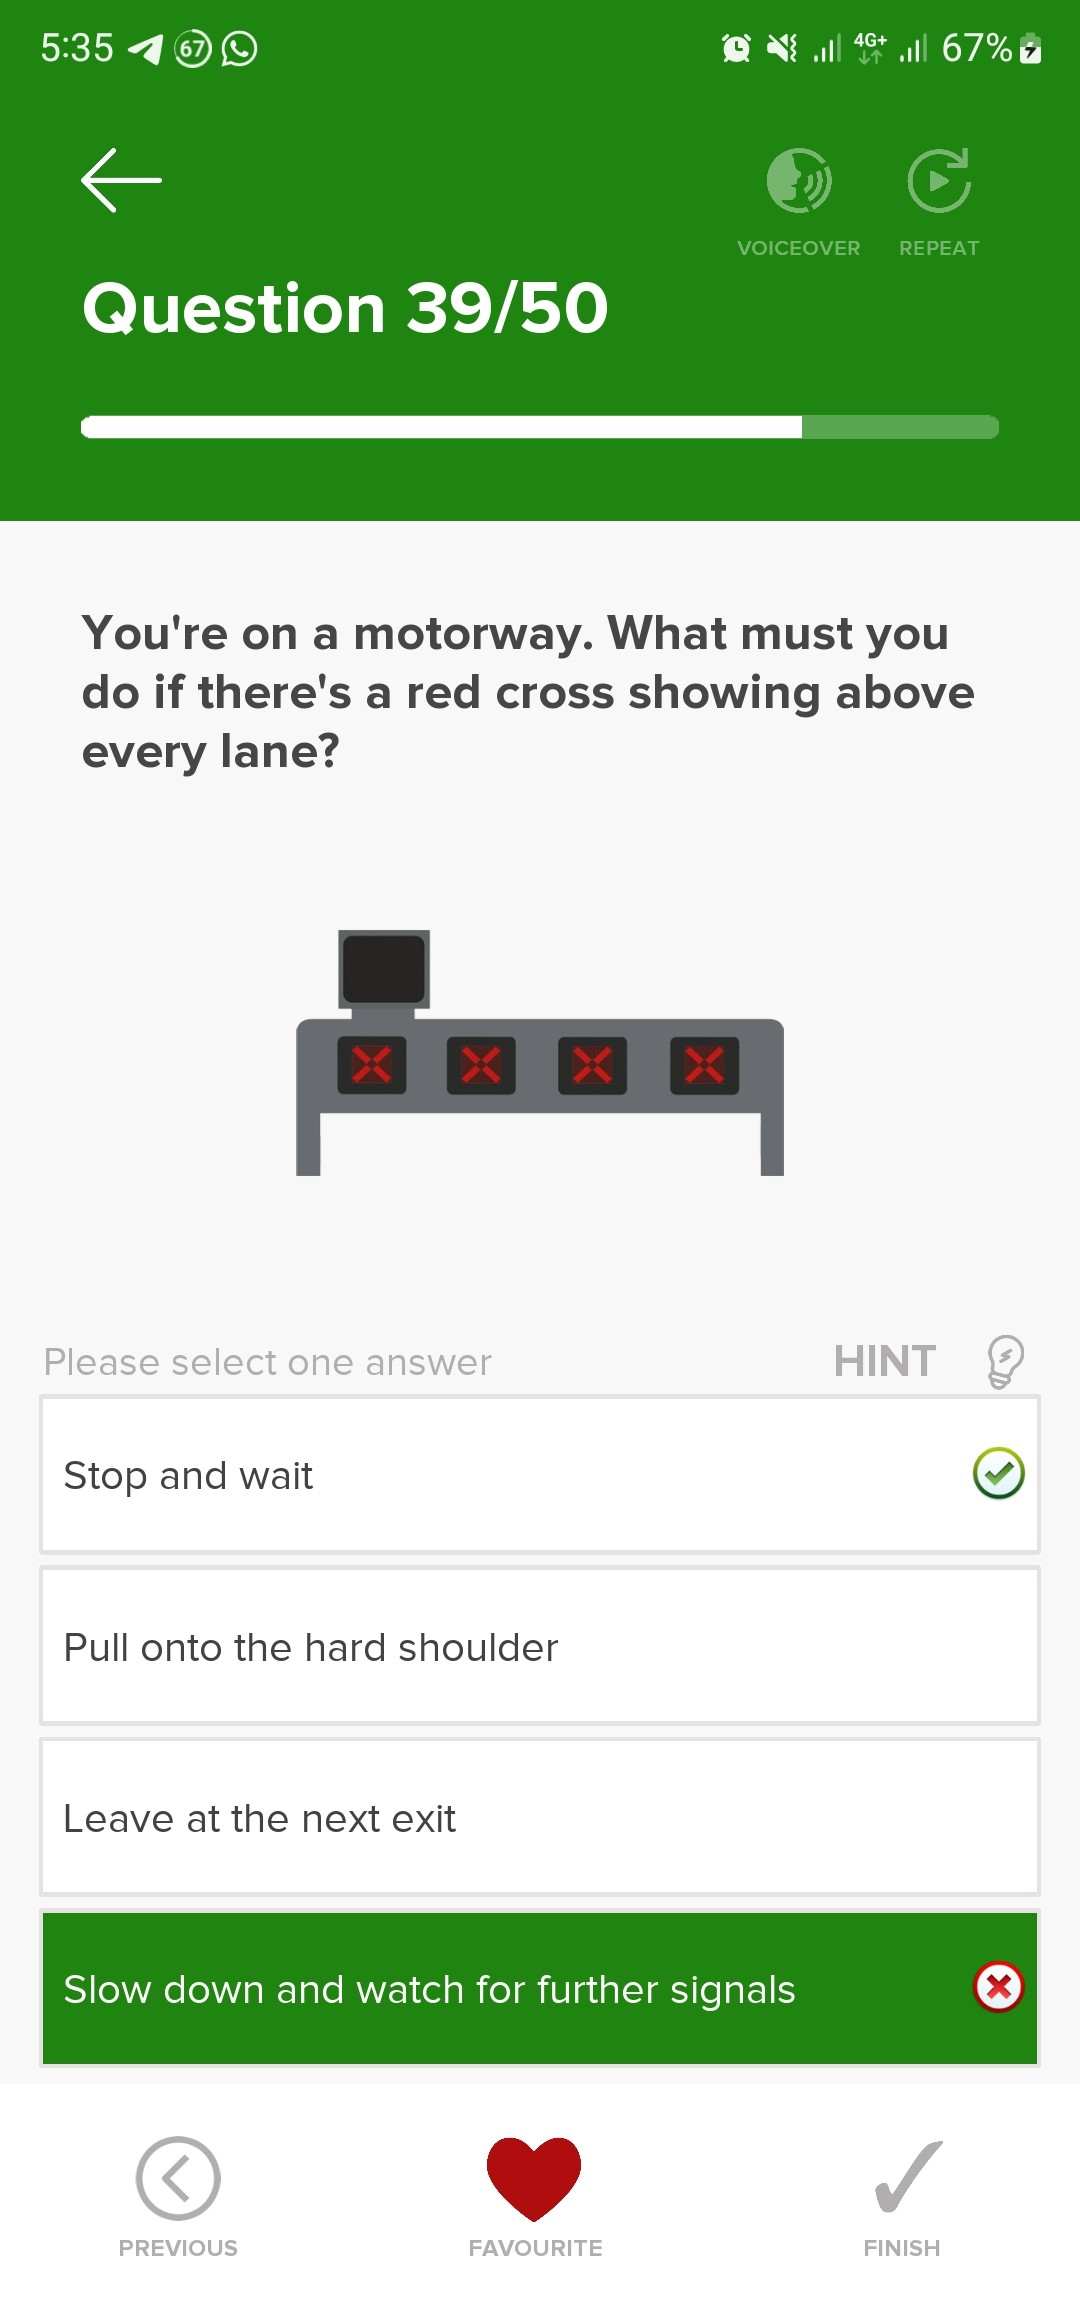 5:35 67 4G+ 67%
VOICEOVER REPEAT
Question 39/50
You're on a motorway. What must you
do if there's a red cross showing above
every lane?
Please select one answer HINT
Stop and wait
Pull onto the hard shoulder
Leave at the next exit
Slow down and watch for further signals
PREVIOUS FAVOURITE FINISH